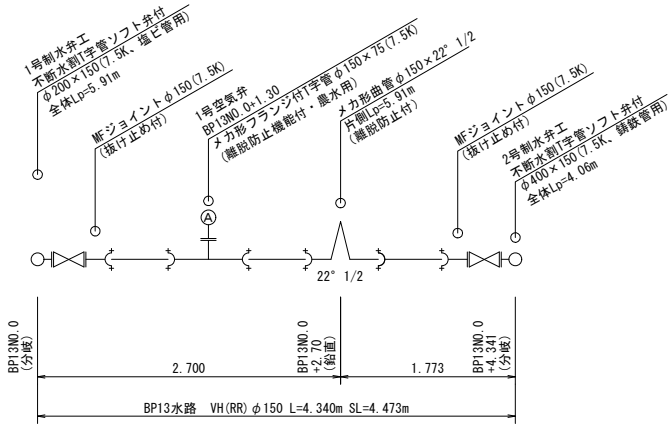 1号制水弁工
不断水割T字管ソフト弁付
φ200×150(7.5K、塩ビ管用)
全体Lp=5.91m
MFジョイントφ150(7.5K)
(抜け止め付)
1号空気弁
BP13NO.0+1.30
メカ形フランジ付T字管φ150×75(7.5K)
(離脱防止機能付・農水用)
メカ形曲管φ150×22° 1/2
片側Lp=5.91m
(離脱防止付)
MFジョイントφ150(7.5K)
(抜け止め付)
2号制水弁工
不断水割T字管ソフト弁付
φ400×150(7.5K、鋳鉄管用)
全体Lp=4.06m
A
22° 1/2
BP13NO.0
(分岐)
BP13NO.0
+2.70
(鉛直)
BP13NO.0
+4.341
(分岐)
2.700
1.773
BP13水路 VH(RR)φ150 L=4.340m SL=4.473m